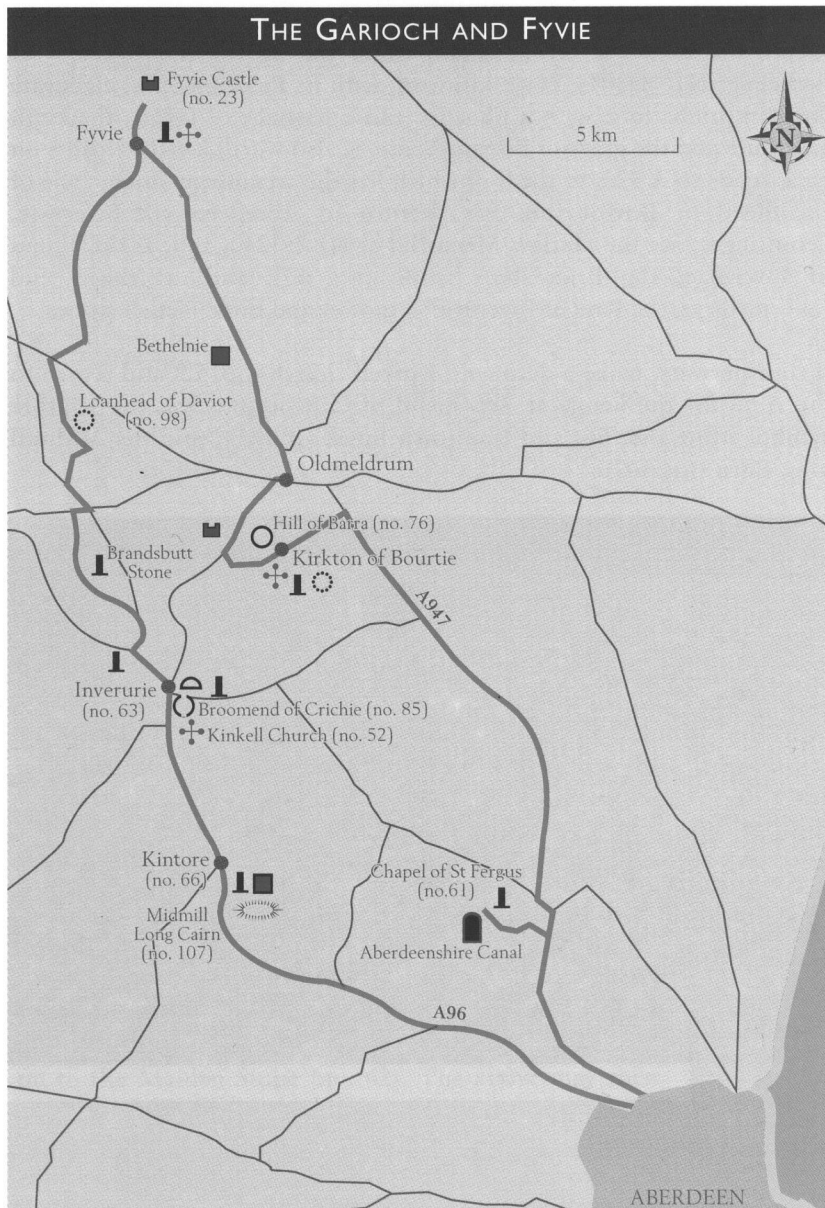 THE GARIOCH AND FYVIE
Fyvie Castle
(no. 23)
N
5 km
Fyvie
Bethelnie
Loanhead of Daviot
(no. 98)
Oldmeldrum
Hill of Barra (no. 76)
Brandsbutt
Stone
Kirkton of Bourtie
A947
Inverurie
(no. 63)
Broomend of Crichie (no. 85)
Kinkell Church (no. 52)
Kintore
(no. 66)
Chapel of St Fergus
(no.61)
Midmill
Long Cairn
(no. 107)
Aberdeenshire Canal
A96
ABERDEEN